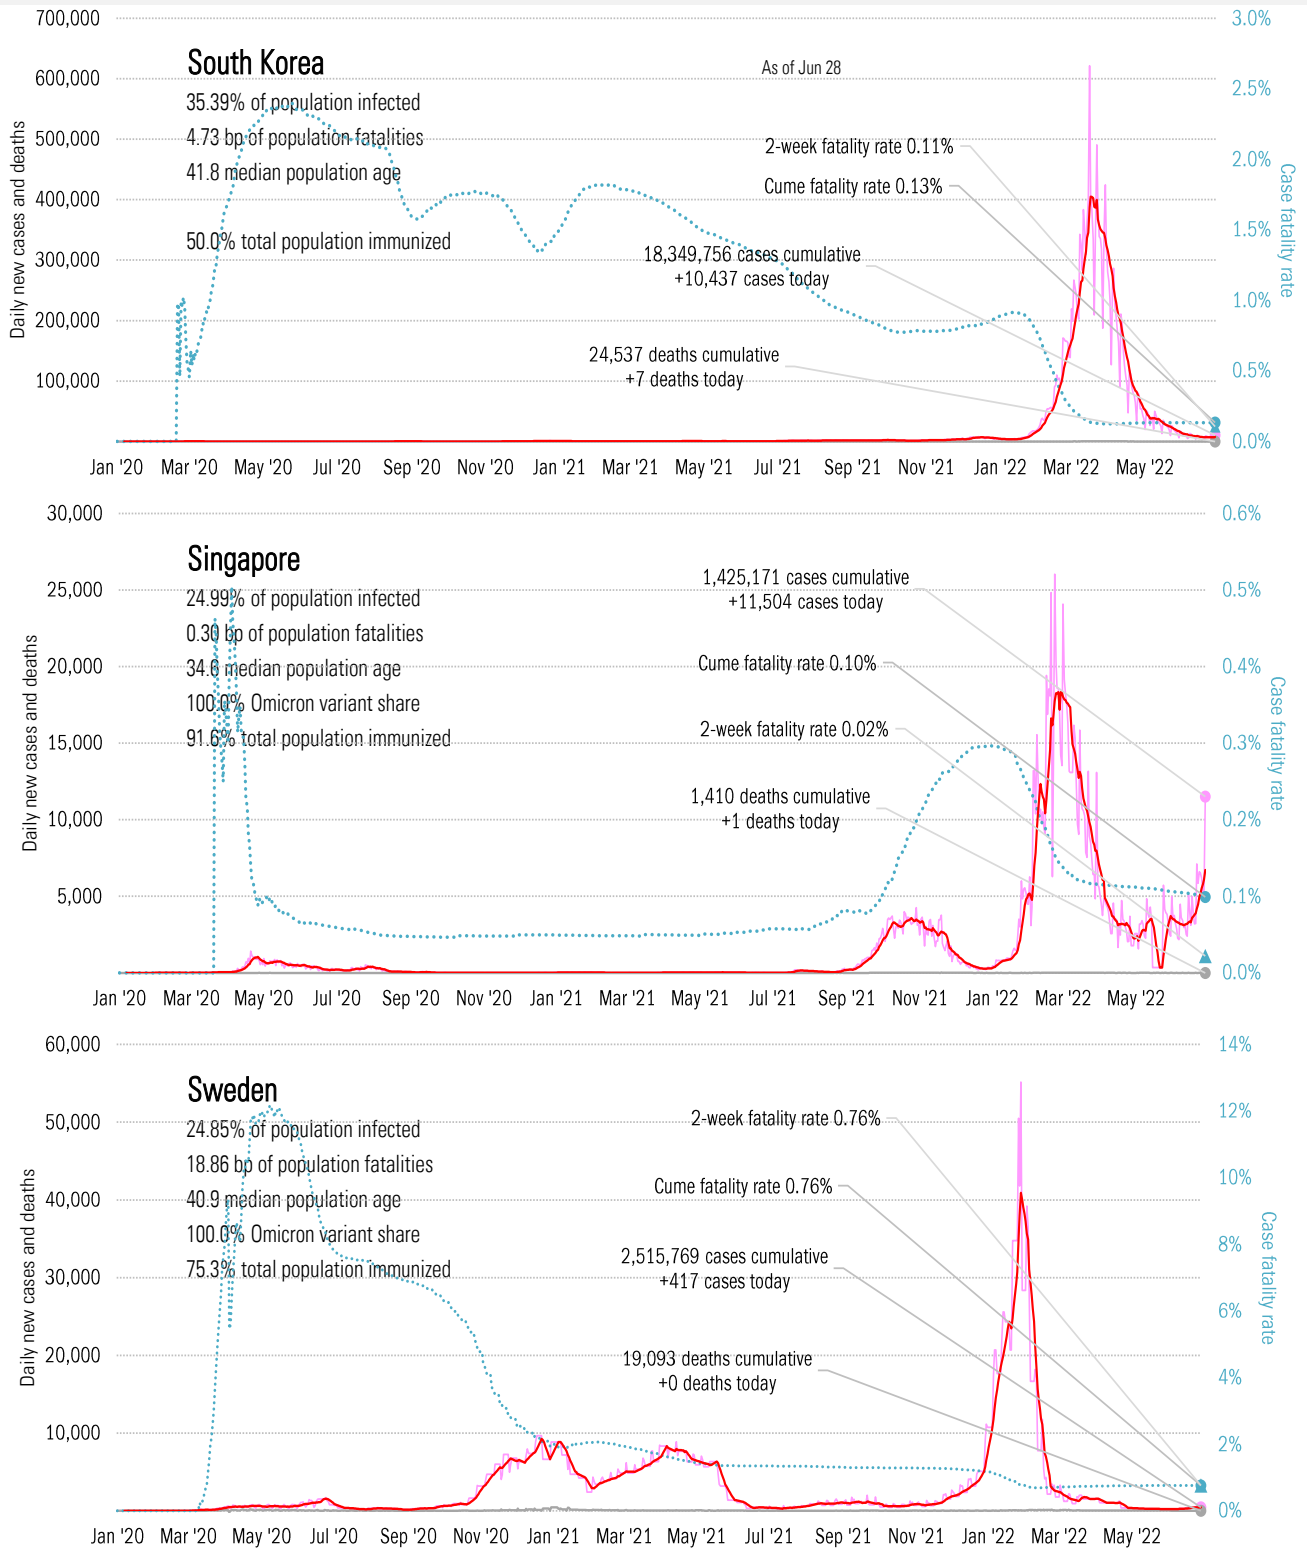 700,000
3.0%
South Korea
As of Jun 28
600,000
35.39% of population infected
2.5%
500,000
4.73 bp of population fatalities
2-week fatality rate 0.11%
2.0%
41.8 median population age
Cume fatality rate 0.13%
400,000
50.0% total population immunized
1.5%
300,000
18,349,756 cases cumulative
+10,437 cases today
1.0%
200,000
24,537 deaths cumulative
+7 deaths today
0.5%
100,000
0.0%
Daily new cases and deaths
Case fatality rate
Jan '20 Mar '20 May '20 Jul '20 Sep '20 Nov '20 Jan '21 Mar '21 May '21 Jul '21 Sep '21 Nov '21 Jan '22 Mar '22 May '22
30,000
0.6%
Singapore
1,425,171 cases cumulative
+11,504 cases today
25,000
24.99% of population infected
0.5%
0.30 bp of population fatalities
20,000
34.6 median population age
Cume fatality rate 0.10%
0.4%
100.0% Omicron variant share
15,000
91.6% total population immunized
2-week fatality rate 0.02%
0.3%
1,410 deaths cumulative
+1 deaths today
10,000
0.2%
5,000
0.1%
0.0%
Daily new cases and deaths
Case fatality rate
Jan '20 Mar '20 May '20 Jul '20 Sep '20 Nov '20 Jan '21 Mar '21 May '21 Jul '21 Sep '21 Nov '21 Jan '22 Mar '22 May '22
60,000
14%
Sweden
50,000
24.85% of population infected
2-week fatality rate 0.76%
12%
18.86 bp of population fatalities
10%
40,000
40.9 median population age
Cume fatality rate 0.76%
100.0% Omicron variant share
8%
30,000
75.3% total population immunized
2,515,769 cases cumulative
+417 cases today
6%
20,000
19,093 deaths cumulative
+0 deaths today
4%
10,000
2%
0%
Daily new cases and deaths
Case fatality rate
Jan '20 Mar '20 May '20 Jul '20 Sep '20 Nov '20 Jan '21 Mar '21 May '21 Jul '21 Sep '21 Nov '21 Jan '22 Mar '22 May '22